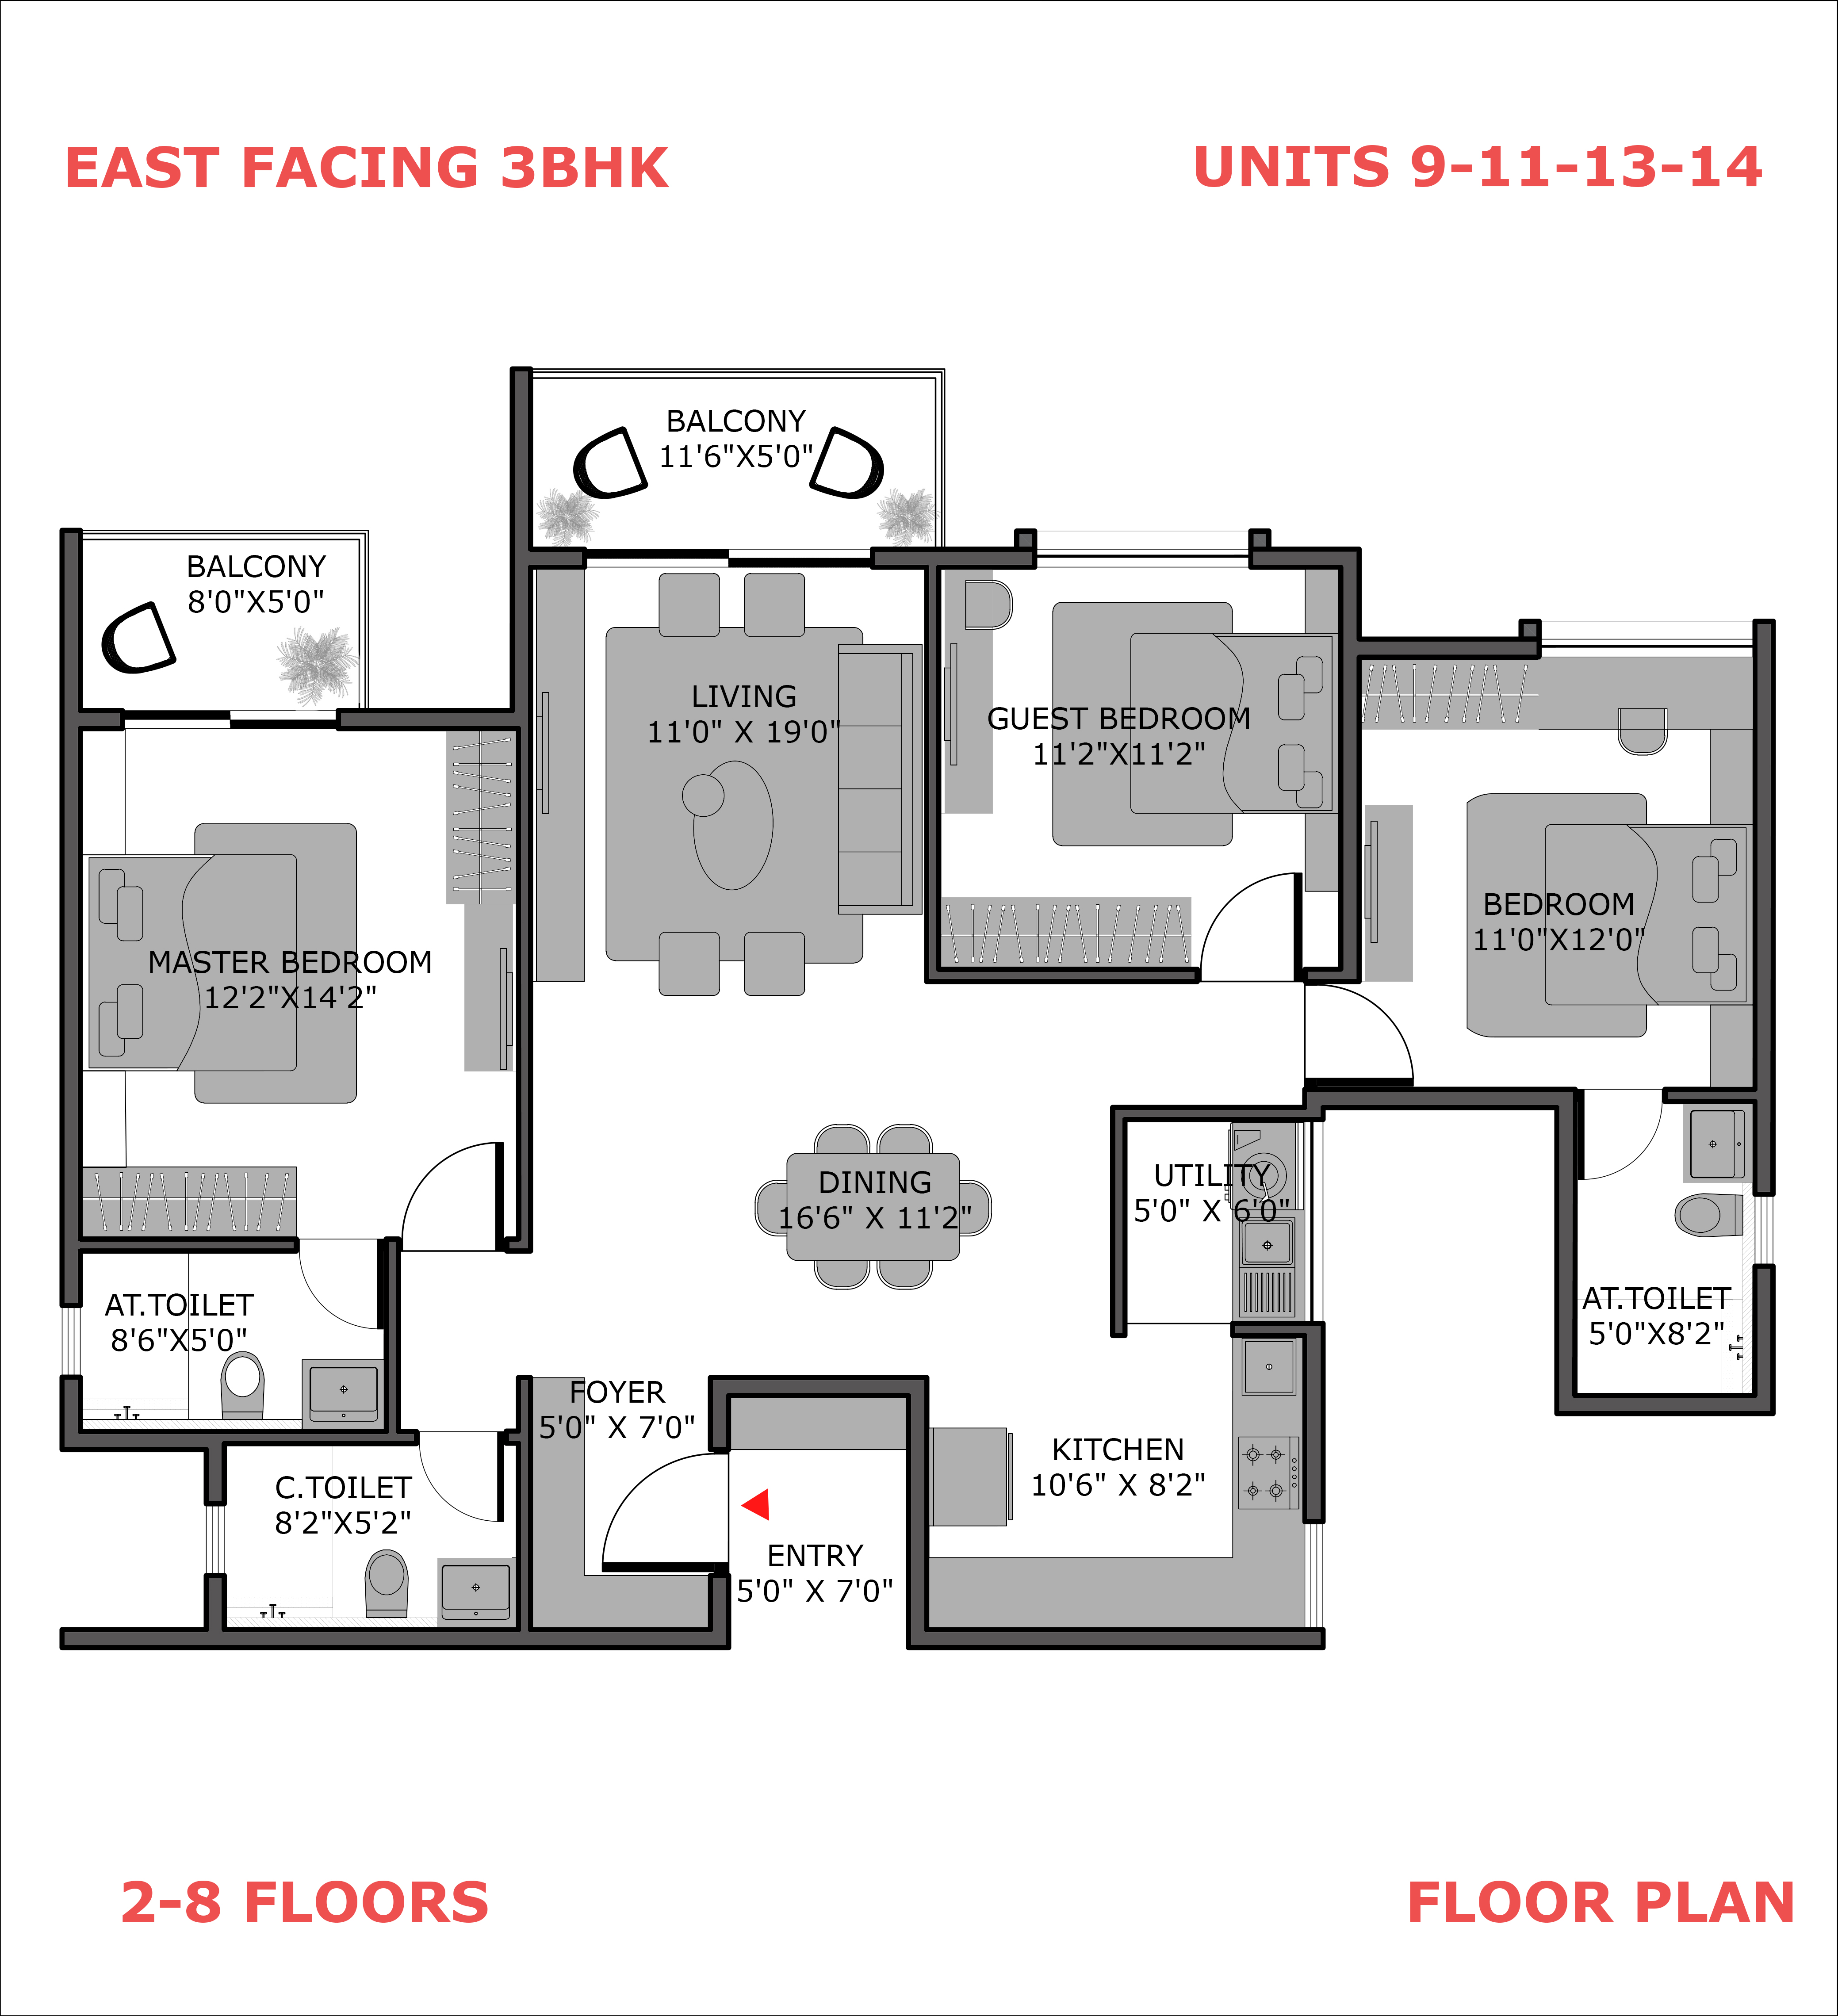 EAST FACING 3BHK
UNITS 9-11-13-14
BALCONY
11'6"X5'0"
BALCONY
8'0"X5'0"
LIVING
11'0" X 19'0"
GUEST BEDROOM
11'2"X11'2"
BEDROOM
11'0"X12'0"
MASTER BEDROOM
12'2"X14'2"
DINING
16'6" X 11'2"
UTILITY
5'0" X 6'0"
AT.TOILET
8'6"X5'0"
AT.TOILET
5'0"X8'2"
FOYER
5'0" X 7'0"
KITCHEN
10'6" X 8'2"
C.TOILET
8'2"X5'2"
ENTRY
5'0" X 7'0"
2-8 FLOORS
FLOOR PLAN